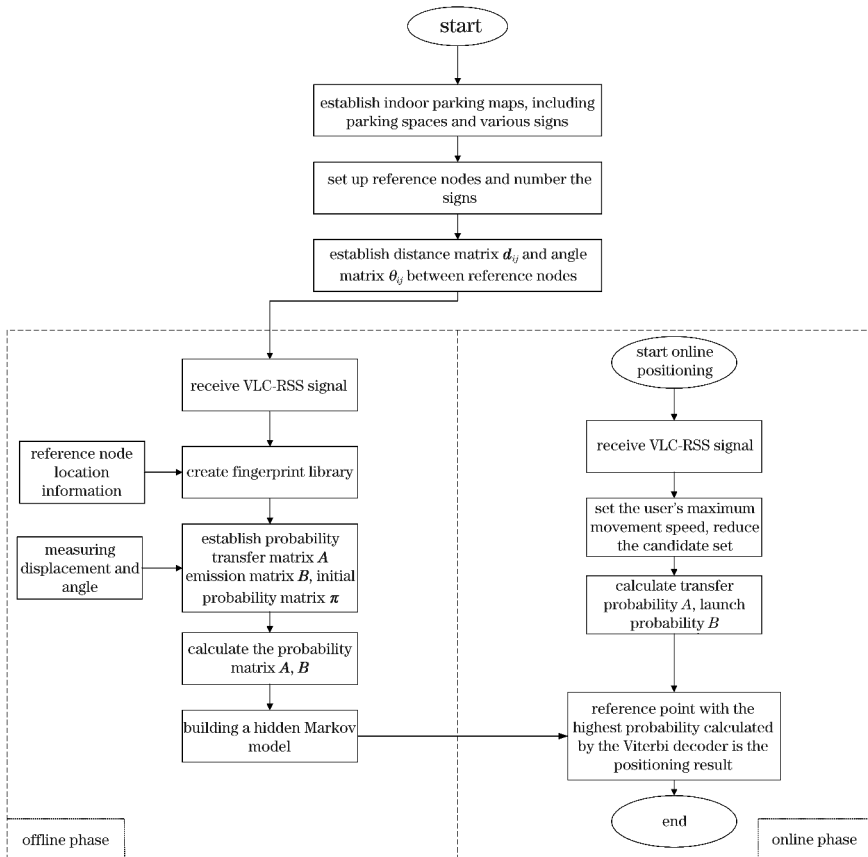 start
establish indoor parking maps, including
parking spaces and various signs
set up reference nodes and number the
signs
establish distance matrix d_ij and angle
matrix θ_ij between reference nodes
receive VLC-RSS signal
reference node
location
information
create fingerprint library
measuring
displacement and
angle
establish probability
transfer matrix A
emission matrix B, initial
probability matrix π
calculate the probability
matrix A, B
building a hidden Markov
model
offline phase
start online
positioning
receive VLC-RSS signal
set the user's maximum
movement speed, reduce
the candidate set
calculate transfer
probability A, launch
probability B
reference point with the
highest probability calculated
by the Viterbi decoder is the
positioning result
end
online phase